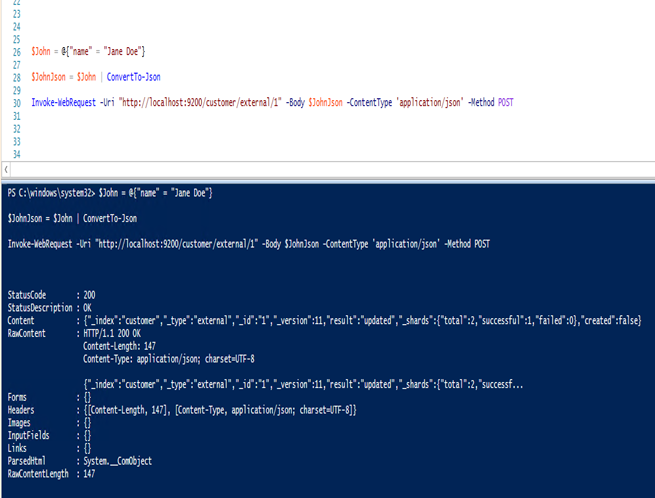 22
23
24
25
26 $John = @{"name" = "Jane Doe"}
27
28 $JohnJson = $John | ConvertTo-Json
29
30 Invoke-WebRequest -Uri "http://localhost:9200/customer/external/1" -Body $JohnJson -ContentType 'application/json' -Method POST
31
32
33
34
PS C:\windows\system32> $John = @{"name" = "Jane Doe"}
$JohnJson = $John | ConvertTo-Json
Invoke-WebRequest -Uri "http://localhost:9200/customer/external/1" -Body $JohnJson -ContentType 'application/json' -Method POST
StatusCode : 200
StatusDescription : OK
Content : {"_index":"customer","_type":"external","_id":"1","_version":11,"result":"updated","_shards":{"total":2,"successful":1,"failed":0},"created":false}
RawContent : HTTP/1.1 200 OK
Content-Length: 147
Content-Type: application/json; charset=UTF-8
{"_index":"customer","_type":"external","_id":"1","_version":11,"result":"updated","_shards":{"total":2,"successf...
Forms : {}
Headers : {[Content-Length, 147], [Content-Type, application/json; charset=UTF-8]}
Images : {}
InputFields : {}
Links : {}
ParsedHtml : System.__ComObject
RawContentLength : 147